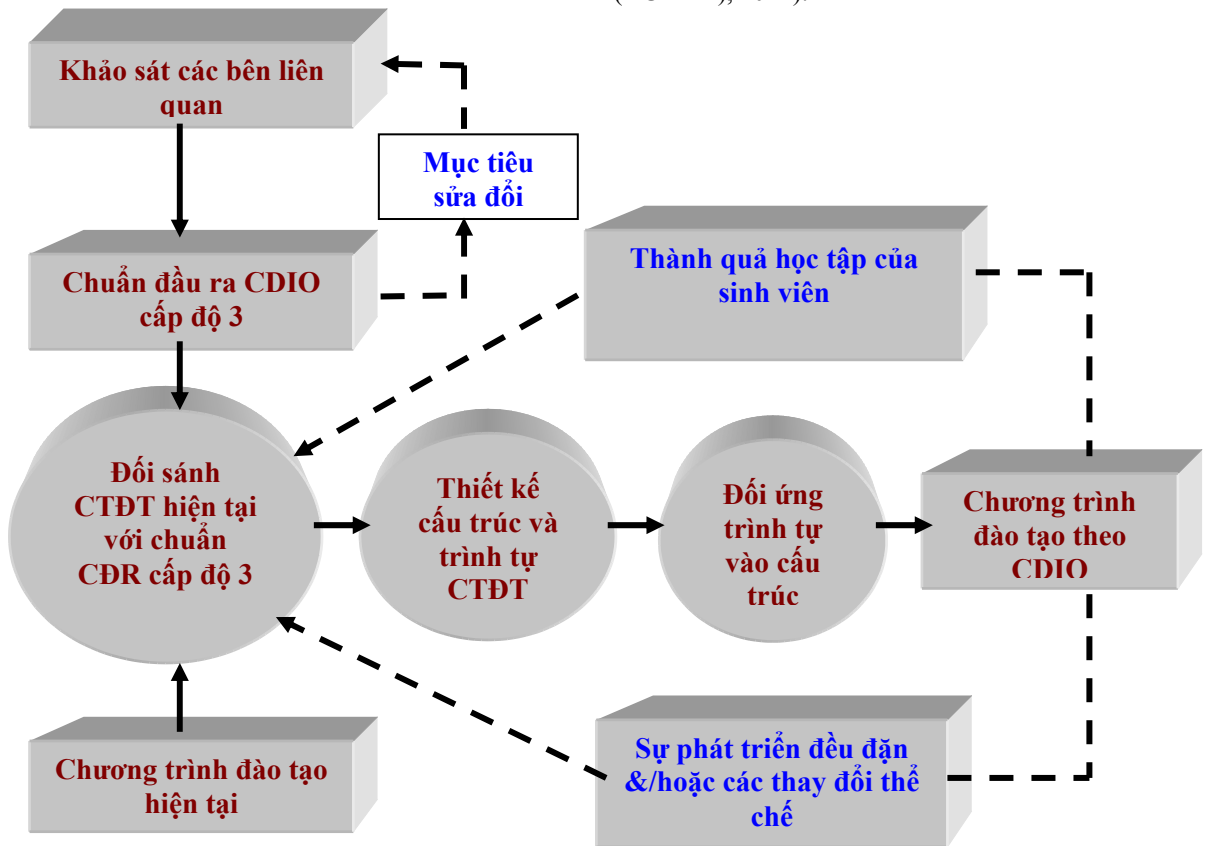 Khảo sát các bên liên
quan
Mục tiêu
sửa đổi
Thành quả học tập của
sinh viên
Chuẩn đầu ra CDIO
cấp độ 3
Đối sánh
CTĐT hiện tại
với chuẩn
CĐR cấp độ 3
Thiết kế
cấu trúc và
trình tự
CTĐT
Đối ứng
trình tự
vào cấu
trúc
Chương trình
đào tạo theo
CDIO
Chương trình đào tạo
hiện tại
Sự phát triển đều đặn
&/hoặc các thay đổi thể
chế